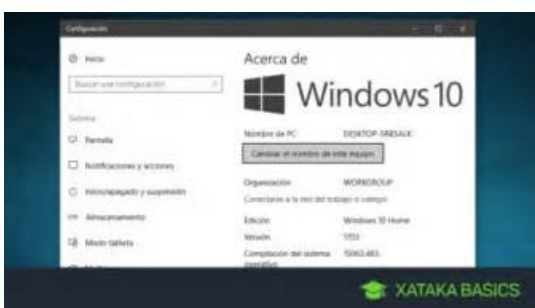 Configuración
Inicio
Buscar una configuración
Sistema
Pantalla
Notificaciones y acciones
Inicio/apagado y suspensión
Almacenamiento
Modo tableta
Acerca de
Windows 10
Nombre de PC
Cambiar el nombre de este equipo
Organización WORKGROUP
Conectarse a la red del trabajo o colegio
Edición Windows 10 Home
Versión 1703
Compilación del sistema 15063.483
operativo
XATAKA BASICS